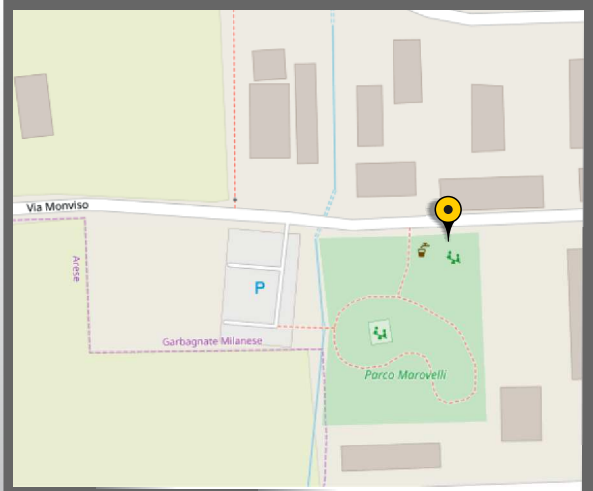 Via Monviso
Arese
P
Garbagnate Milanese
Parco Marovelli